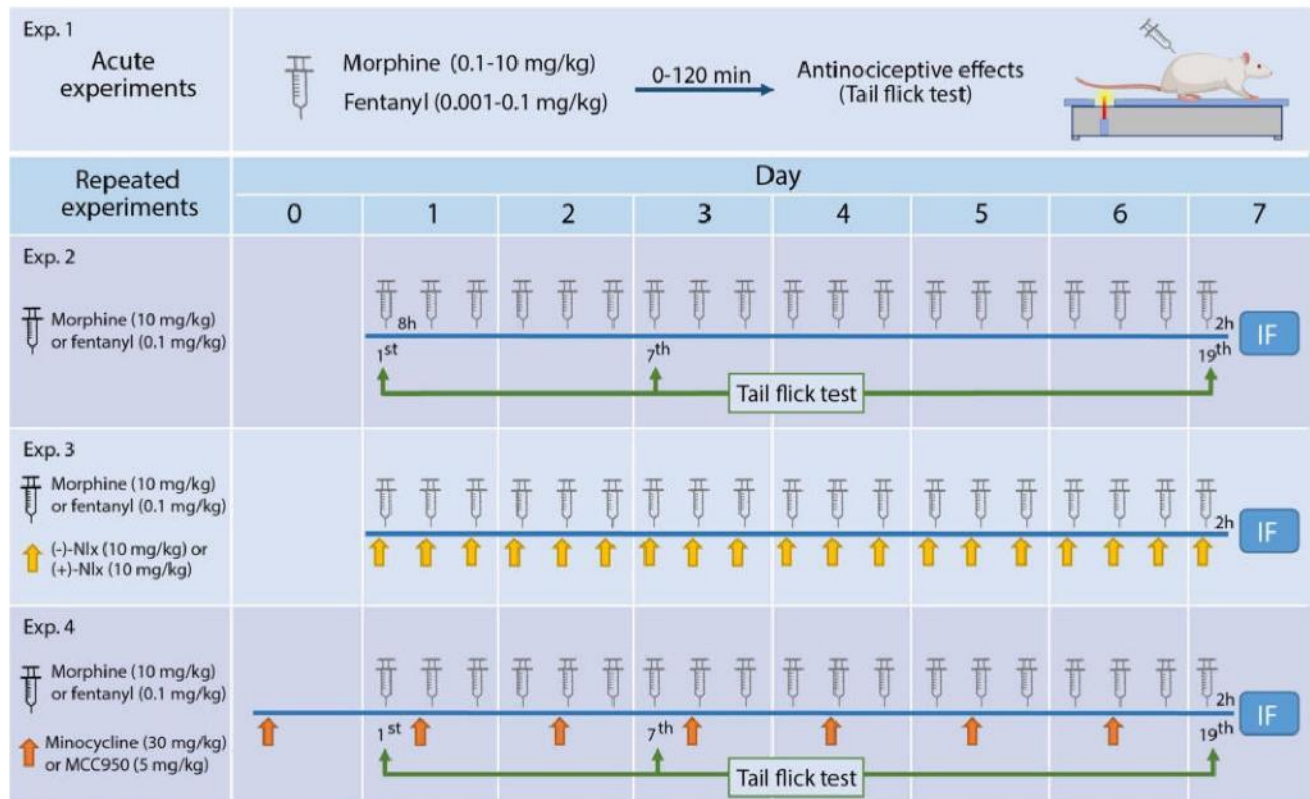 Exp. 1
Acute
experiments
Morphine (0.1-10 mg/kg)
Fentanyl (0.001-0.1 mg/kg)
0-120 min
Antinociceptive effects
(Tail flick test)
Repeated
experiments
Day
0 1 2 3 4 5 6 7
Exp. 2
Morphine (10 mg/kg)
or fentanyl (0.1 mg/kg)
8h
2h
IF
1st 7th 19th
Tail flick test
Exp. 3
Morphine (10 mg/kg)
or fentanyl (0.1 mg/kg)
(-)-Nlx (10 mg/kg) or
(+)-Nlx (10 mg/kg)
2h
IF
Exp. 4
Morphine (10 mg/kg)
or fentanyl (0.1 mg/kg)
Minocycline (30 mg/kg)
or MCC950 (5 mg/kg)
2h
IF
1st 7th 19th
Tail flick test